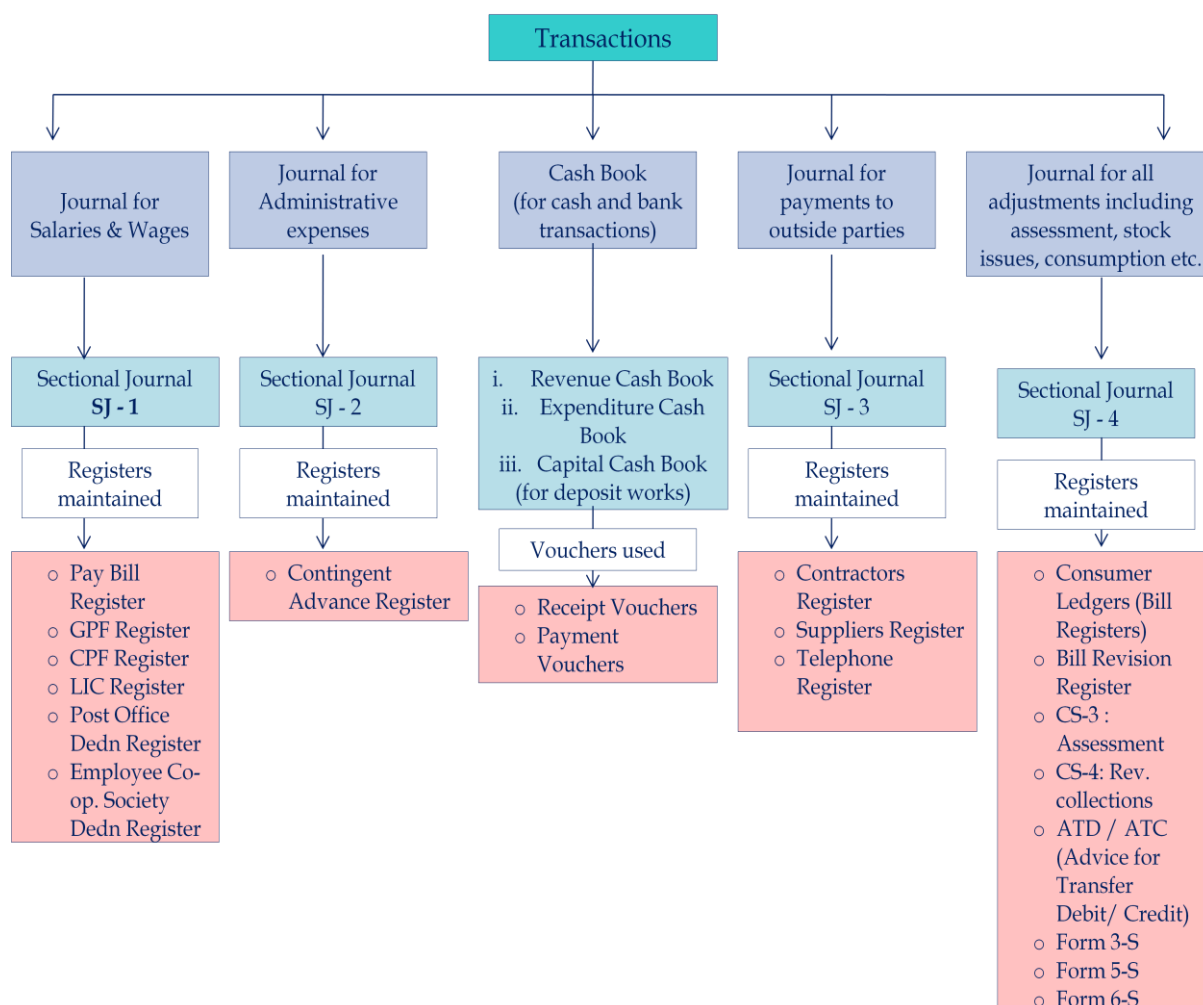 Transactions
Journal for
Salaries & Wages
Journal for
Administrative
expenses
Cash Book
(for cash and bank
transactions)
Journal for
payments to
outside parties
Journal for all
adjustments including
assessment, stock
issues, consumption etc.
Sectional Journal
SJ - 1
Sectional Journal
SJ - 2
i. Revenue Cash Book
ii. Expenditure Cash
Book
iii. Capital Cash Book
(for deposit works)
Sectional Journal
SJ - 3
Sectional Journal
SJ - 4
Registers
maintained
Registers
maintained
Vouchers used
Registers
maintained
Registers
maintained
○ Pay Bill
Register
○ GPF Register
○ CPF Register
○ LIC Register
○ Post Office
Dedn Register
○ Employee Co-
op. Society
Dedn Register
○ Contingent
Advance Register
○ Receipt Vouchers
○ Payment
Vouchers
○ Contractors
Register
○ Suppliers Register
○ Telephone
Register
○ Consumer
Ledgers (Bill
Registers)
○ Bill Revision
Register
○ CS-3 :
Assessment
○ CS-4: Rev.
collections
○ ATD / ATC
(Advice for
Transfer
Debit/ Credit)
○ Form 3-S
○ Form 5-S
○ Form 6-S